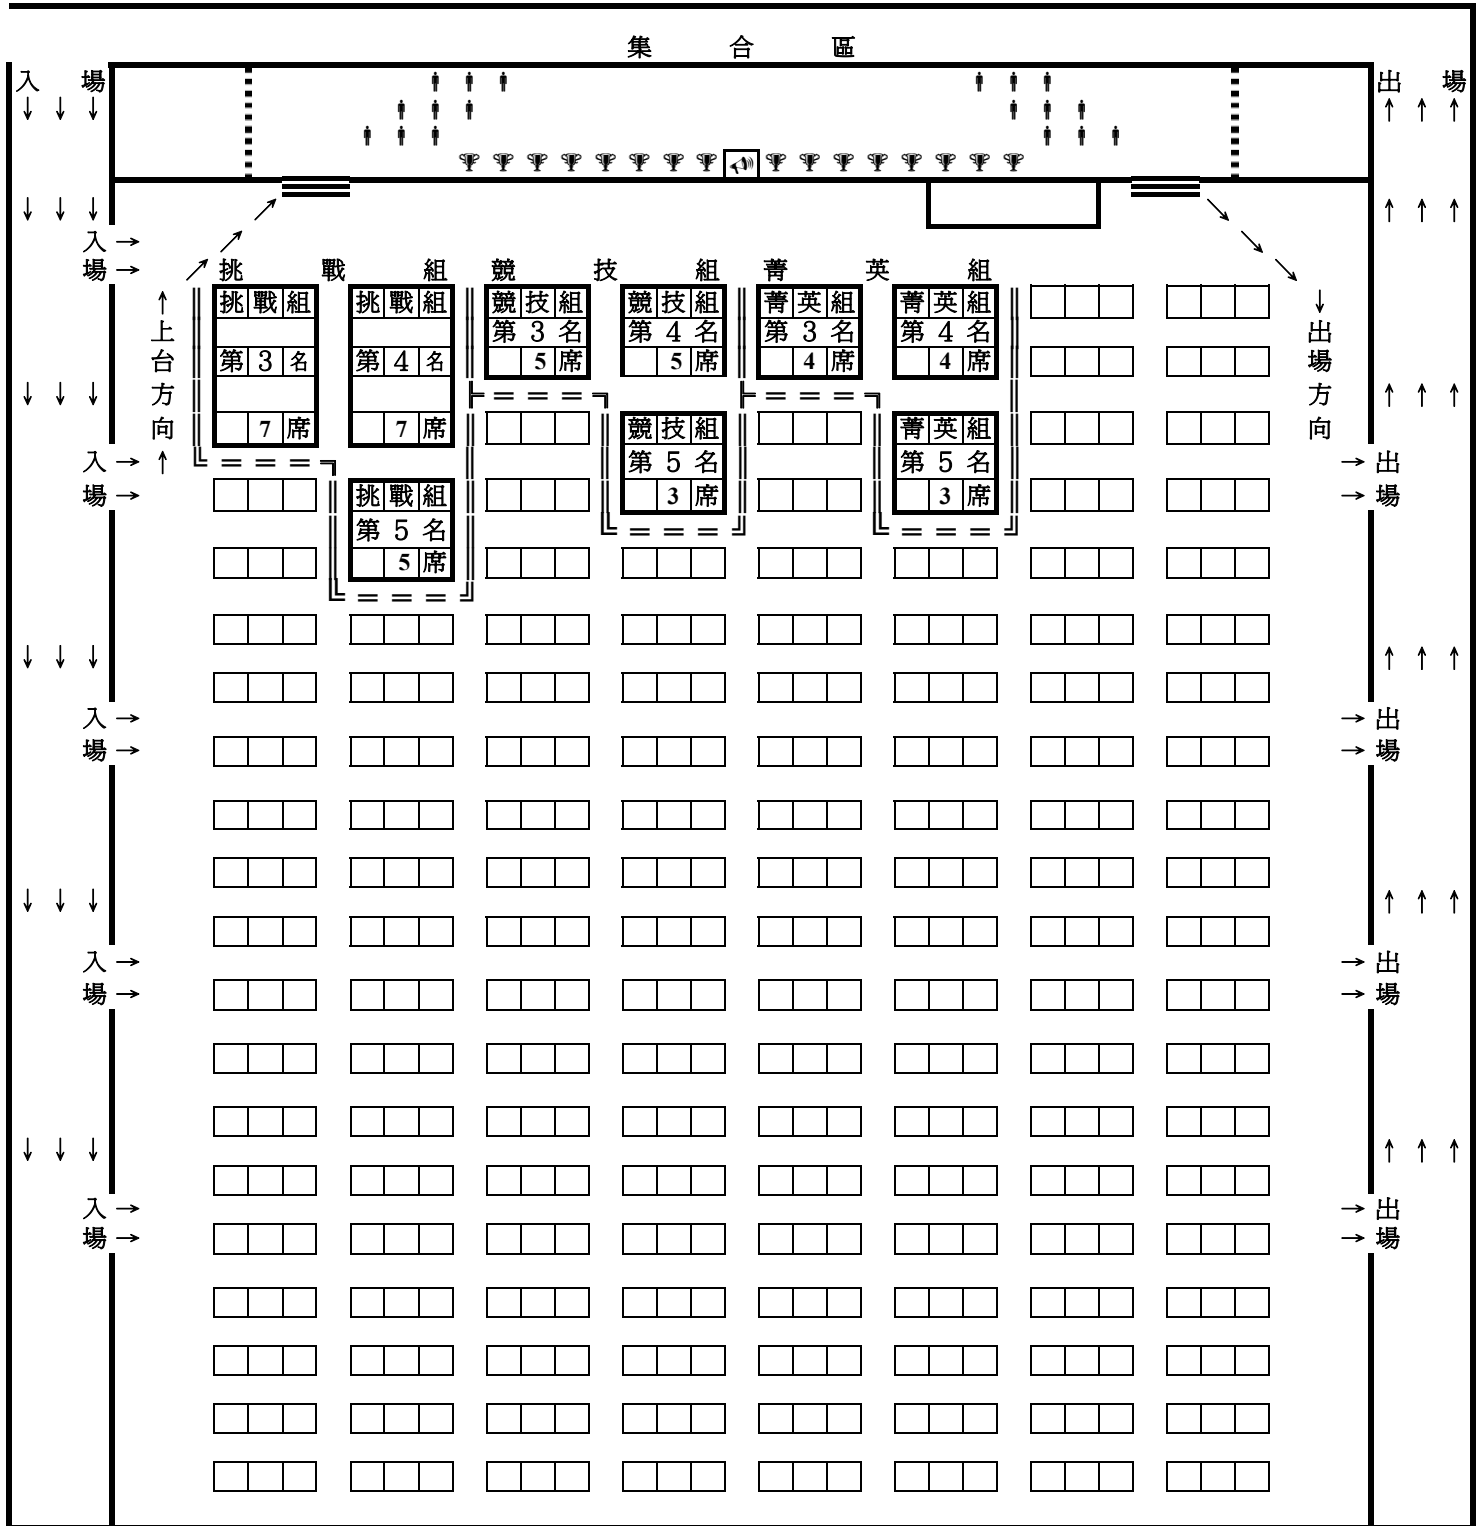 集合區
入場 出場
↓ ↓ ↓ ↑ ↑ ↑
↓ ↓ ↓ ↑ ↑ ↑
入→
場→
挑戰組 競技組 菁英組
↑上台方向↑
↓出場方向
挑戰組 挑戰組 競技組 競技組 菁英組 菁英組
第3名 第4名 第3名 第4名
第3名 第4名 5席 5席 4席 4席
↓ ↓ ↓ ↑ ↑ ↑
7席 7席 競技組 菁英組
入→ 第5名 第5名 →出
場→ 挑戰組 3席 3席 →場
第5名
5席
↓ ↓ ↓ ↑ ↑ ↑
入→ →出
場→ →場
↓ ↓ ↓ ↑ ↑ ↑
入→ →出
場→ →場
↓ ↓ ↓ ↑ ↑ ↑
入→ →出
場→ →場